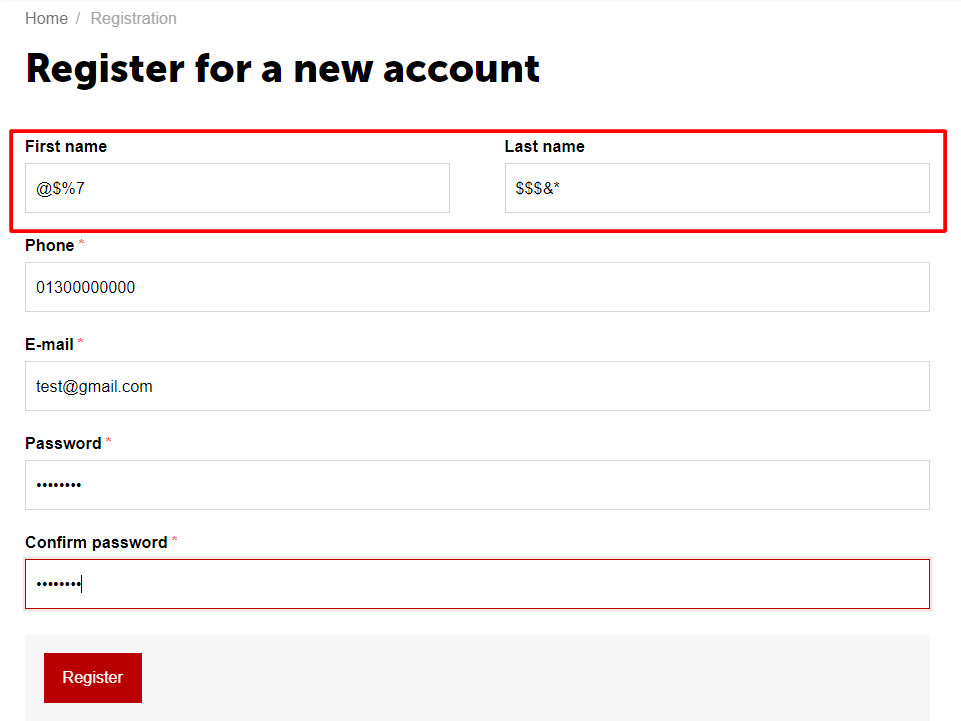 Home / Registration
Register for a new account
First name Last name
@$%7 $$$&*
Phone *
01300000000
E-mail *
test@gmail.com
Password *
••••••••
Confirm password *
••••••••
Register